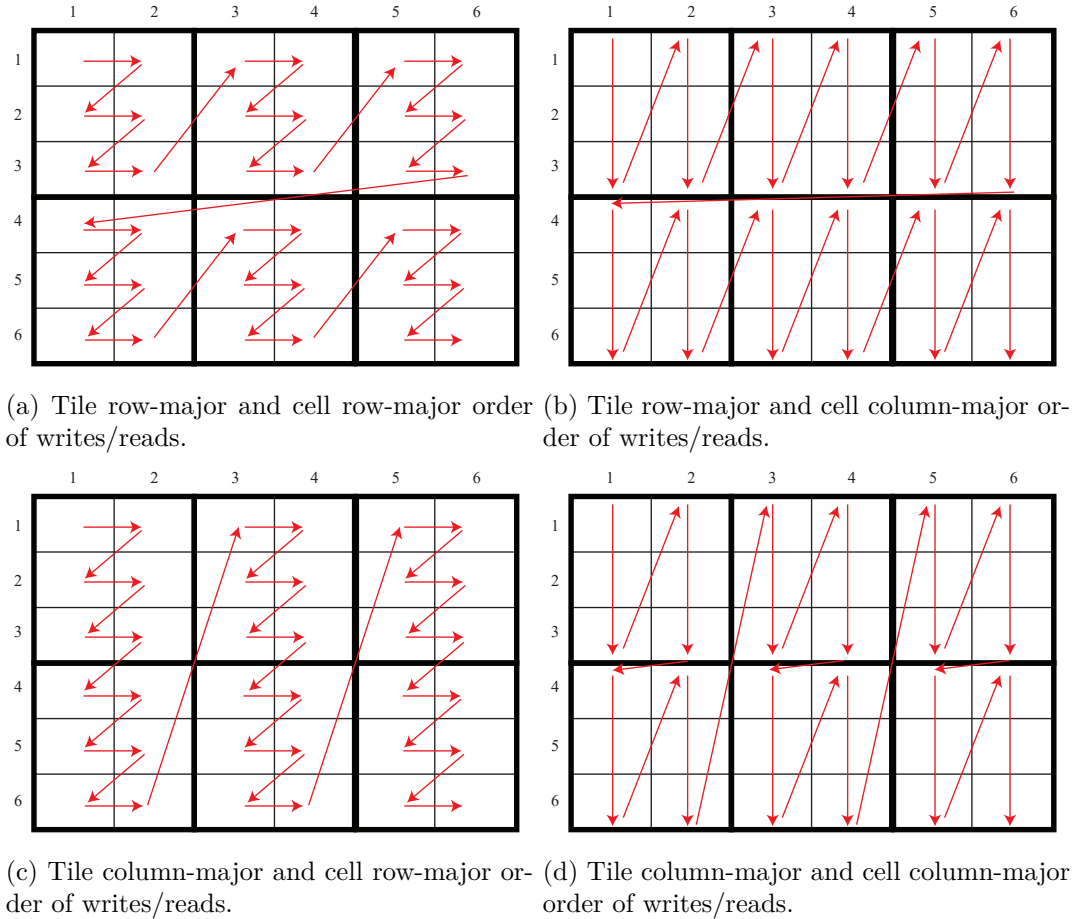 1 2 3 4 5 6
1 2 3 4 5 6
1
1
2
2
3
3
4
4
5
5
6
6
(a) Tile row-major and cell row-major order
of writes/reads.
(b) Tile row-major and cell column-major or-
der of writes/reads.
1 2 3 4 5 6
1 2 3 4 5 6
1
1
2
2
3
3
4
4
5
5
6
6
(c) Tile column-major and cell row-major or-
der of writes/reads.
(d) Tile column-major and cell column-major
order of writes/reads.